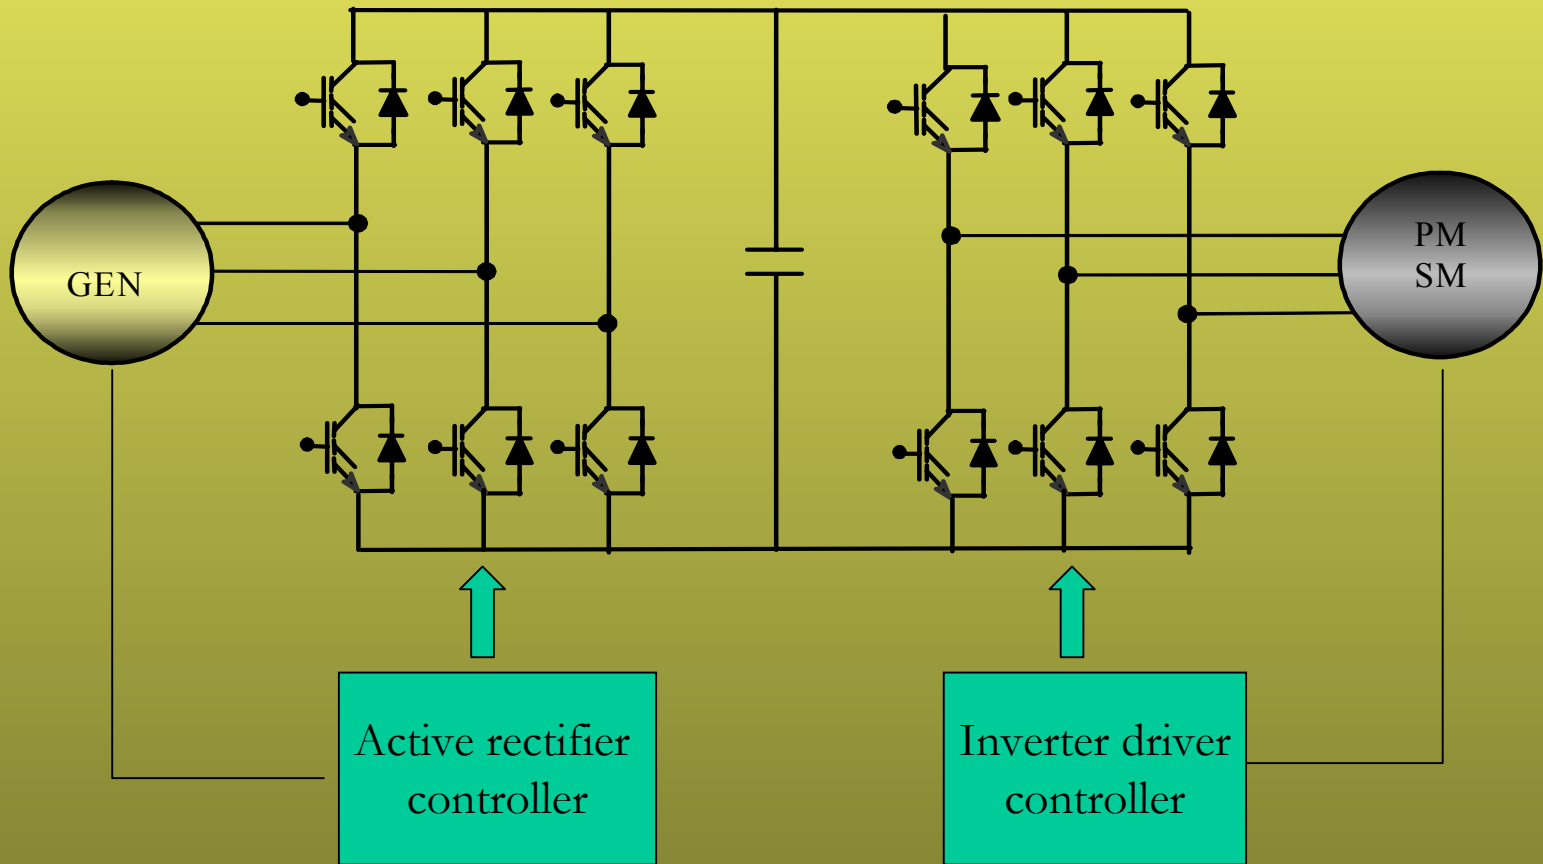 GEN
PM
SM
Active rectifier
controller
Inverter driver
controller